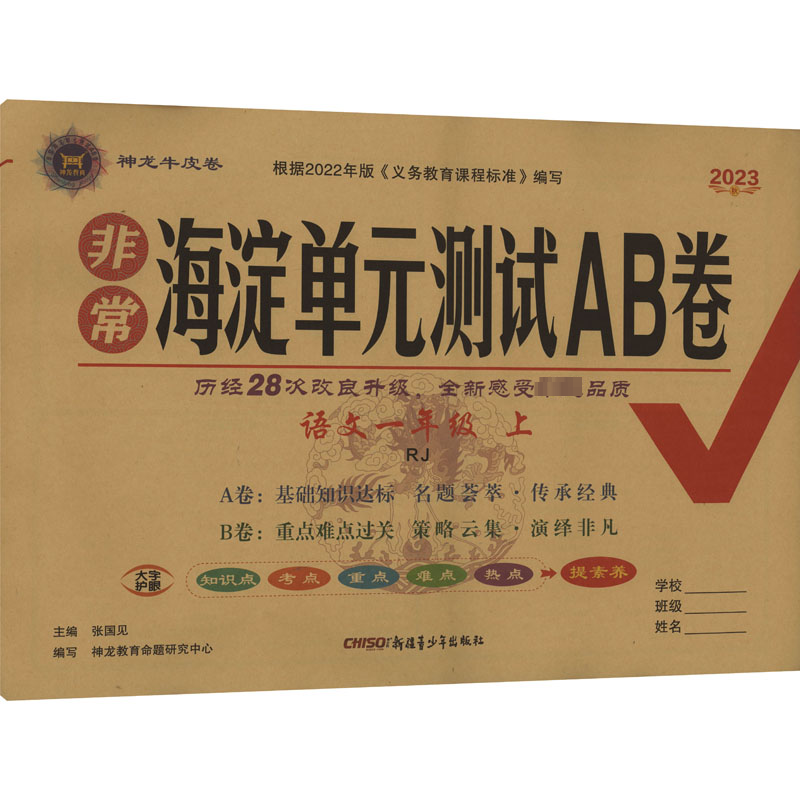 神龙教育
神龙牛皮卷
根据2022年版《义务教育课程标准》编写
2023
秋
非常
海淀单元测试AB卷
历经28次改良升级,全新感受品质
语文一年级 上
RJ
A卷:基础知识达标 名题荟萃·传承经典
B卷:重点难点过关 策略云集·演绎非凡
大字护眼
知识点 考点 重点 难点 热点 提素养
学校
班级
姓名
主编 张国见
编写 神龙教育命题研究中心
CHISO 新疆青少年出版社